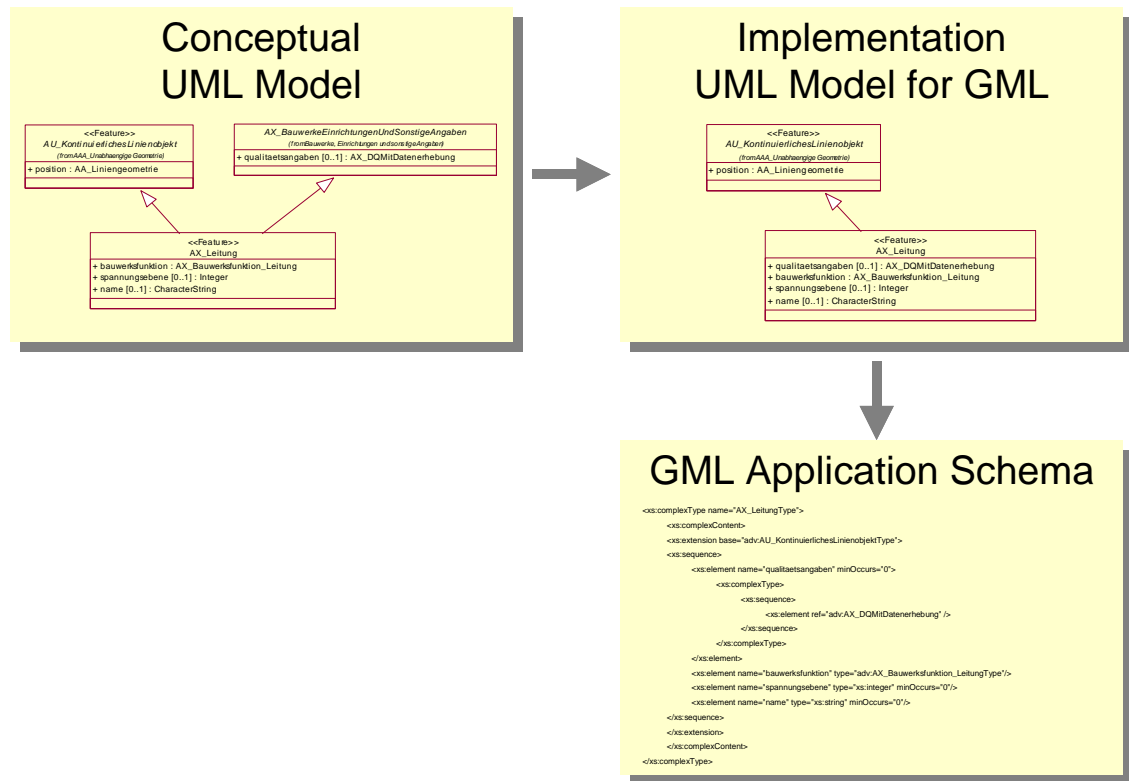 Conceptual
UML Model
<<Feature>>
AU_KontinuierlichesLinienobjekt
(fromAAA_Unabhaengige Geometrie)
+ position : AA_Liniengeometrie
AX_BauwerkeEinrichtungenUndSonstigeAngaben
(fromBauwerke, Einrichtungen undsonstigeAngaben)
+ qualitaetsangaben [0..1] : AX_DQMitDatenerhebung
<<Feature>>
AX_Leitung
+ bauwerksfunktion : AX_Bauwerksfunktion_Leitung
+ spannungsebene [0..1] : Integer
+ name [0..1] : CharacterString
Implementation
UML Model for GML
<<Feature>>
AU_KontinuierlichesLinienobjekt
(fromAAA_Unabhaengige Geometrie)
+ position : AA_Liniengeometrie
<<Feature>>
AX_Leitung
+ qualitaetsangaben [0..1] : AX_DQMitDatenerhebung
+ bauwerksfunktion : AX_Bauwerksfunktion_Leitung
+ spannungsebene [0..1] : Integer
+ name [0..1] : CharacterString
GML Application Schema
<xs:complexType name="AX_LeitungType">
<xs:complexContent>
<xs:extension base="adv:AU_KontinuierlichesLinienobjektType">
<xs:sequence>
<xs:element name="qualitaetsangaben" minOccurs="0">
<xs:complexType>
<xs:sequence>
<xs:element ref="adv:AX_DQMitDatenerhebung" />
</xs:sequence>
</xs:complexType>
</xs:element>
<xs:element name="bauwerksfunktion" type="adv:AX_Bauwerksfunktion_LeitungType"/>
<xs:element name="spannungsebene" type="xs:integer" minOccurs="0"/>
<xs:element name="name" type="xs:string" minOccurs="0"/>
</xs:sequence>
</xs:extension>
</xs:complexContent>
</xs:complexType>